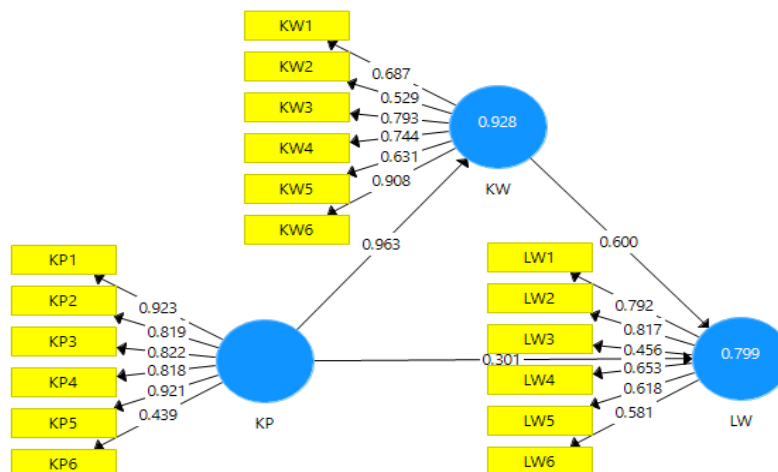 KW1
KW2
KW3
KW4
KW5
KW6
0.687
0.529
0.793
0.744
0.631
0.908
0.928
KW
0.963
0.600
KP1
KP2
KP3
KP4
KP5
KP6
0.923
0.819
0.822
0.818
0.921
0.439
KP
0.301
LW1
LW2
LW3
LW4
LW5
LW6
0.792
0.817
0.456
0.653
0.618
0.581
0.799
LW